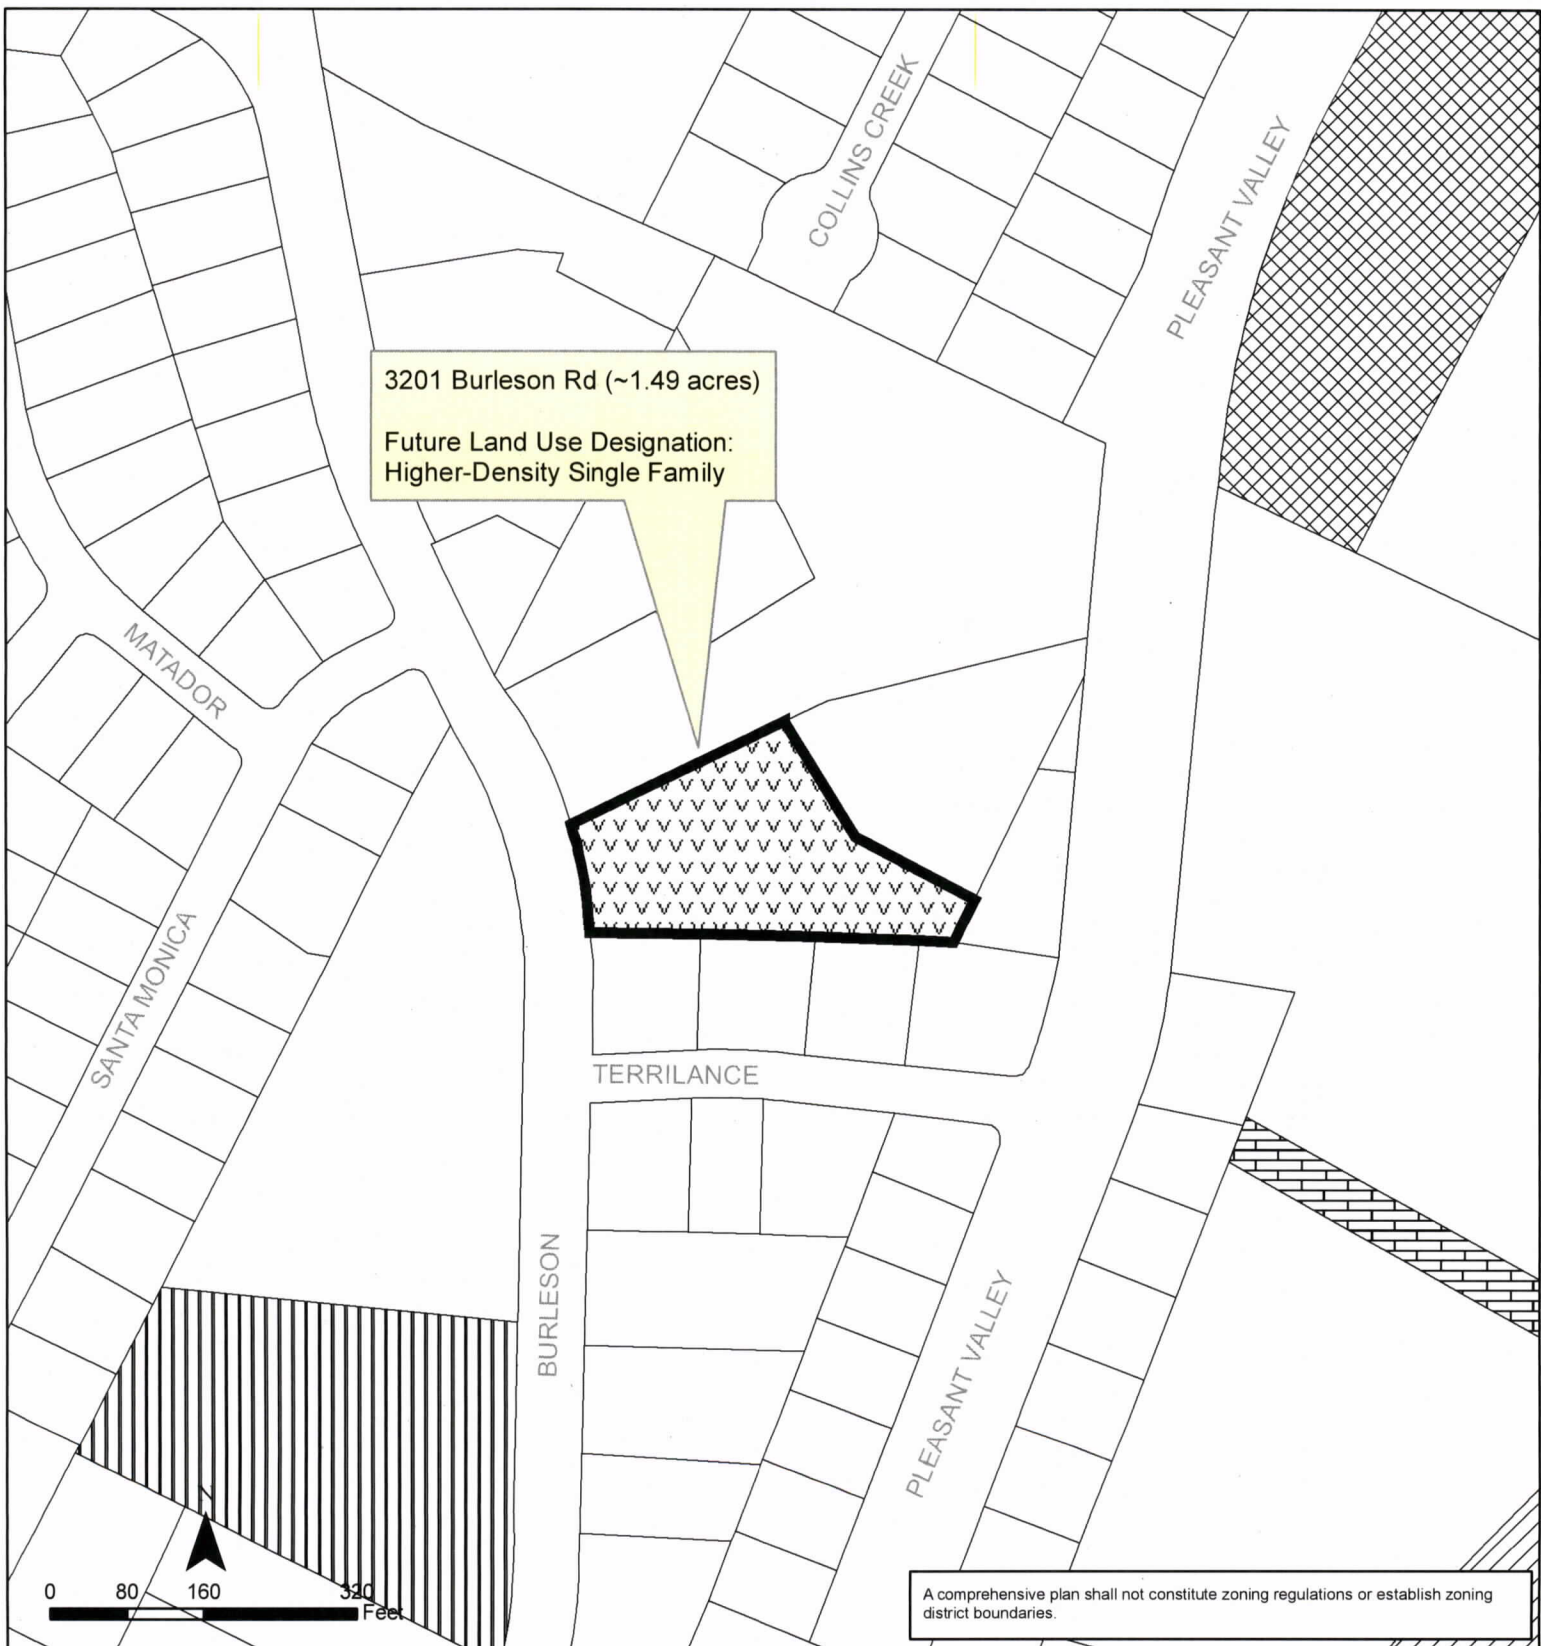 COLLINS CREEK
PLEASANT VALLEY
3201 Burleson Rd (~1.49 acres)
Future Land Use Designation:
Higher-Density Single Family
MATADOR
SANTA MONICA
TERRILANCE
BURLESON
PLEASANT VALLEY
N
0 80 160 320
Feet
A comprehensive plan shall not constitute zoning regulations or establish zoning
district boundaries.